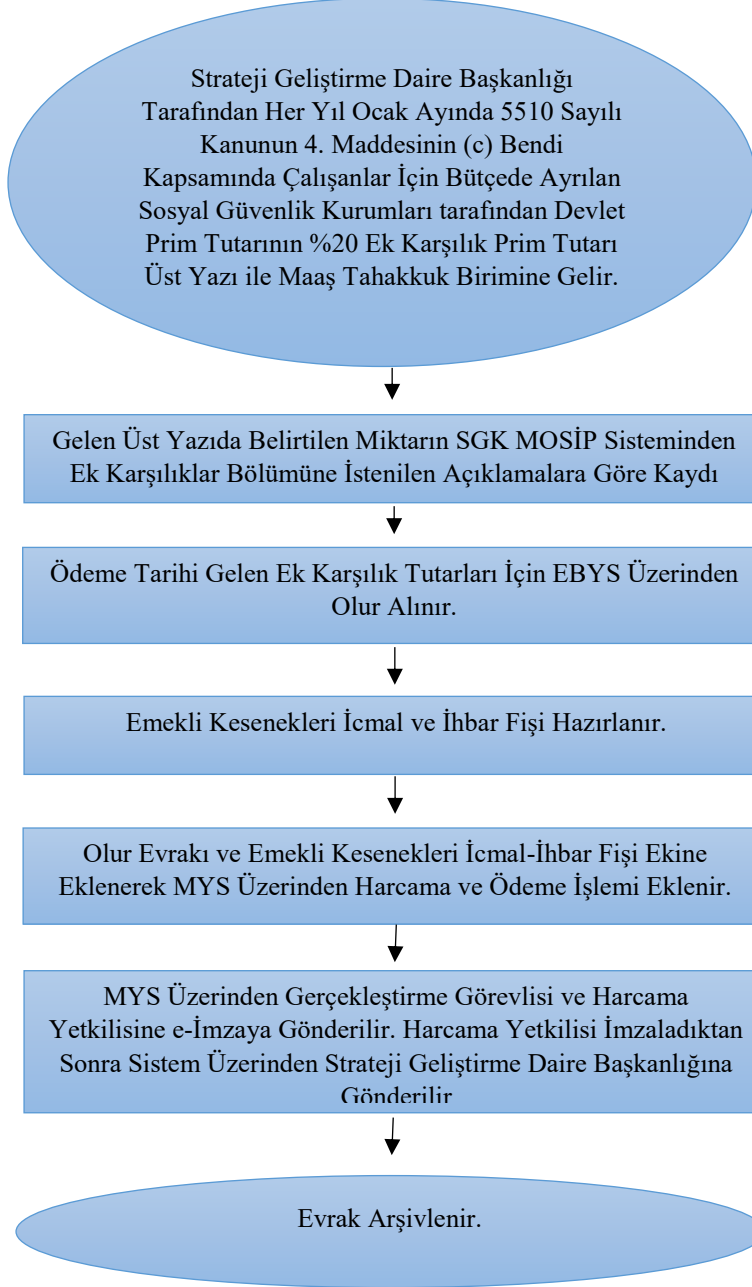 Strateji Geliştirme Daire Başkanlığı
Tarafından Her Yıl Ocak Ayında 5510 Sayılı
Kanunun 4. Maddesinin (c) Bendi
Kapsamında Çalışanlar İçin Bütçede Ayrılan
Sosyal Güvenlik Kurumları tarafından Devlet
Prim Tutarının %20 Ek Karşılık Prim Tutarı
Üst Yazı ile Maaş Tahakkuk Birimine Gelir.
Gelen Üst Yazıda Belirtilen Miktarın SGK MOSİP Sisteminden
Ek Karşılıklar Bölümüne İstenilen Açıklamalara Göre Kaydı
Ödeme Tarihi Gelen Ek Karşılık Tutarları İçin EBYS Üzerinden
Olur Alınır.
Emekli Kesenekleri İcmal ve İhbar Fişi Hazırlanır.
Olur Evrakı ve Emekli Kesenekleri İcmal-İhbar Fişi Ekine
Eklenerek MYS Üzerinden Harcama ve Ödeme İşlemi Eklenir.
MYS Üzerinden Gerçekleştirme Görevlisi ve Harcama
Yetkilisine e-İmzaya Gönderilir. Harcama Yetkilisi İmzaladıktan
Sonra Sistem Üzerinden Strateji Geliştirme Daire Başkanlığına
Gönderilir
Evrak Arşivlenir.